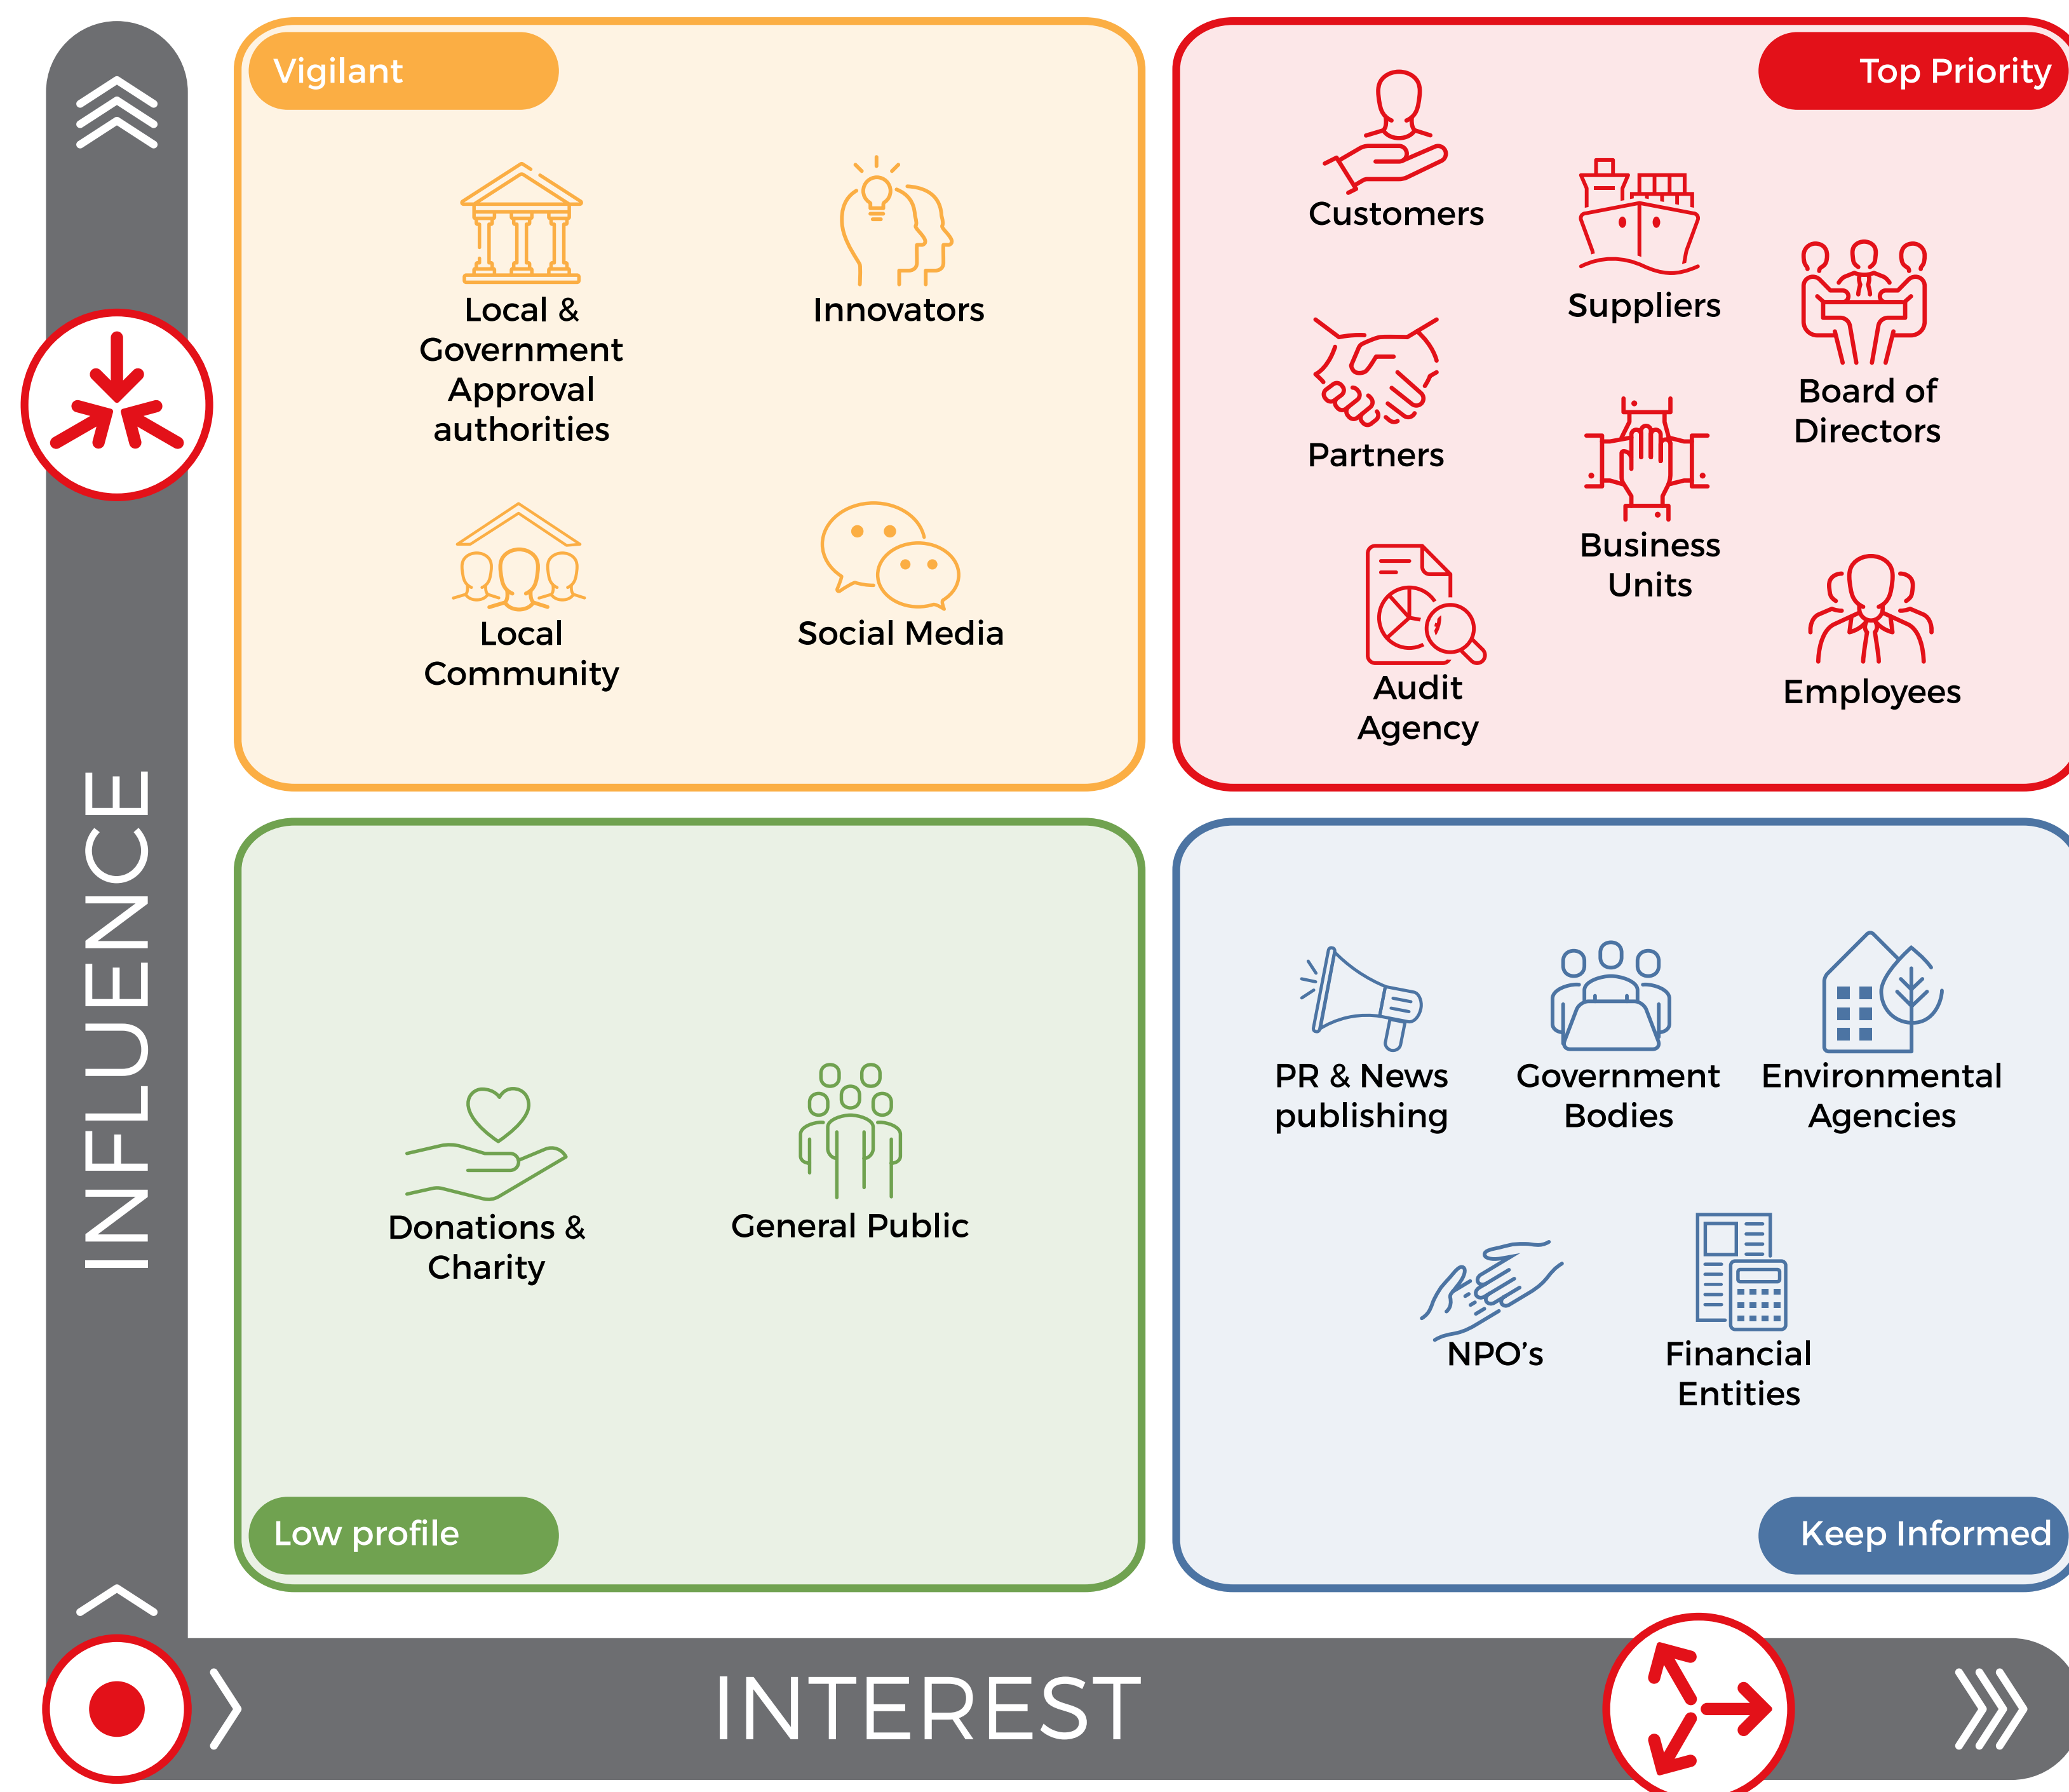 Vigilant
Local &
Government
Approval
authorities
Innovators
Local
Community
Social Media
Top Priority
Customers
Suppliers
Board of
Directors
Partners
Business
Units
Audit
Agency
Employees
INFLUENCE
Donations &
Charity
General Public
Low profile
PR & News
publishing
Government
Bodies
Environmental
Agencies
NPO’s
Financial
Entities
Keep Informed
INTEREST